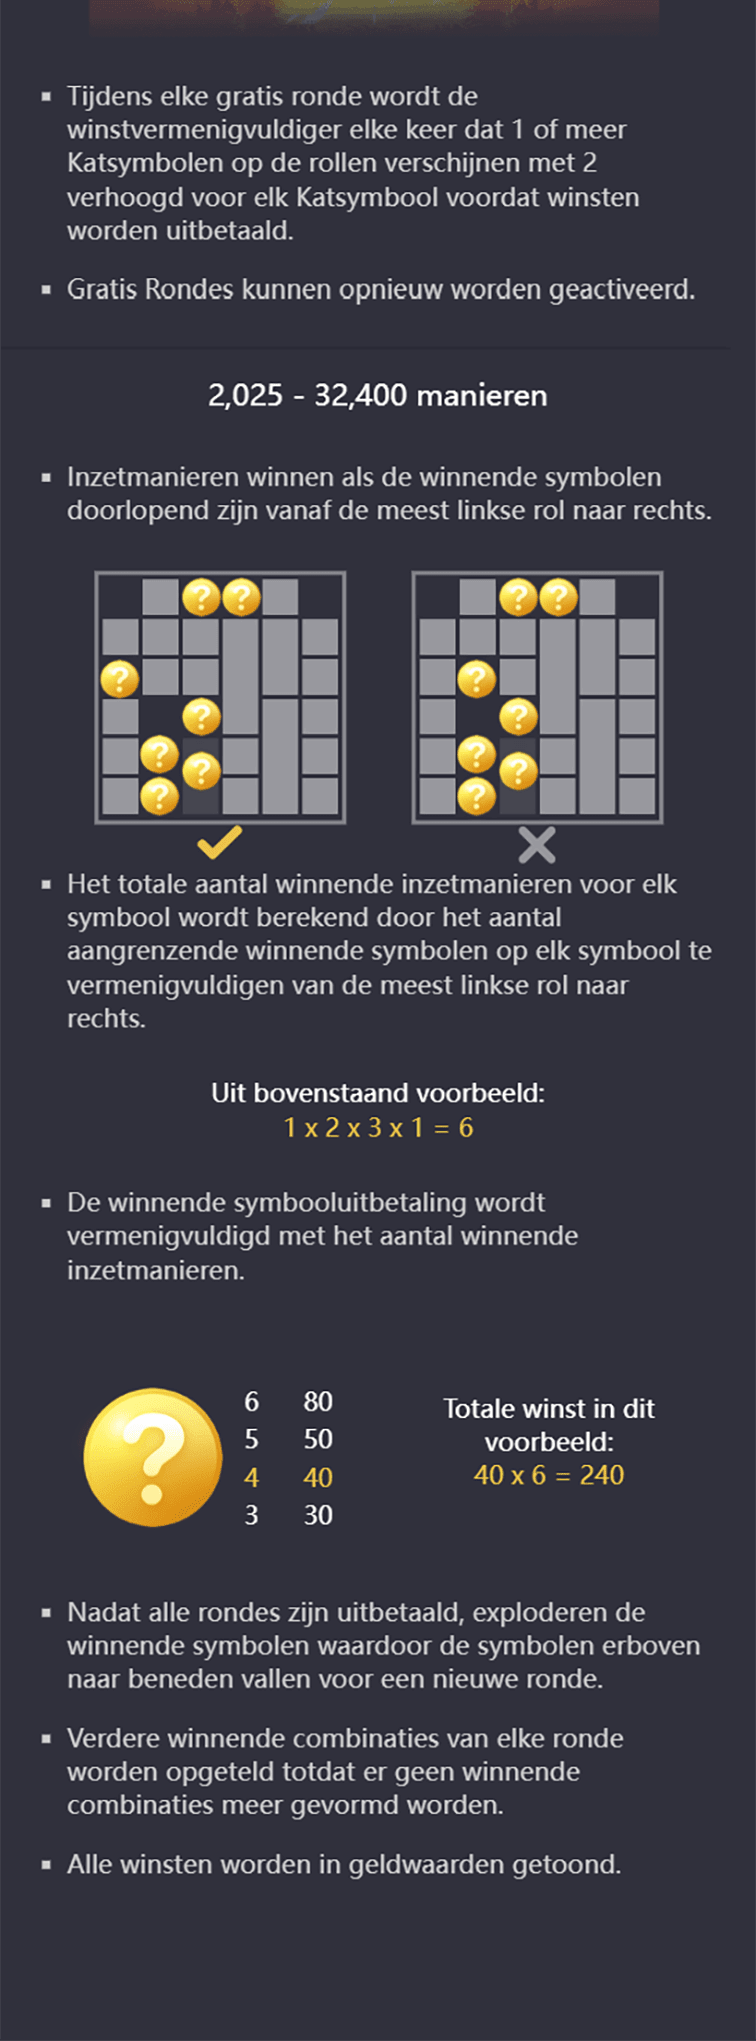 Tijdens elke gratis ronde wordt de
winstvermenigvuldiger elke keer dat 1 of meer
Katsymbolen op de rollen verschijnen met 2
verhoogd voor elk Katsymbool voordat winsten
worden uitbetaald.
Gratis Rondes kunnen opnieuw worden geactiveerd.
2,025 - 32,400 manieren
Inzetmanieren winnen als de winnende symbolen
doorlopend zijn vanaf de meest linkse rol naar rechts.
Het totale aantal winnende inzetmanieren voor elk
symbool wordt berekend door het aantal
aangrenzende winnende symbolen op elk symbool te
vermenigvuldigen van de meest linkse rol naar
rechts.
Uit bovenstaand voorbeeld:
1 x 2 x 3 x 1 = 6
De winnende symbooluitbetaling wordt
vermenigvuldigd met het aantal winnende
inzetmanieren.
6 80
5 50
4 40
3 30
Totale winst in dit
voorbeeld:
40 x 6 = 240
Nadat alle rondes zijn uitbetaald, exploderen de
winnende symbolen waardoor de symbolen erboven
naar beneden vallen voor een nieuwe ronde.
Verdere winnende combinaties van elke ronde
worden opgeteld totdat er geen winnende
combinaties meer gevormd worden.
Alle winsten worden in geldwaarden getoond.